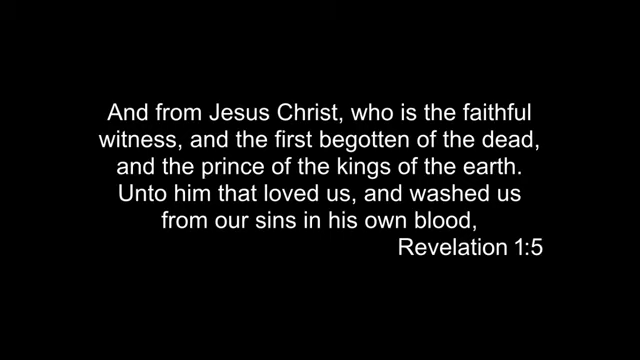 And from Jesus Christ, who is the faithful
witness, and the first begotten of the dead,
and the prince of the kings of the earth.
Unto him that loved us, and washed us
from our sins in his own blood,
Revelation 1:5